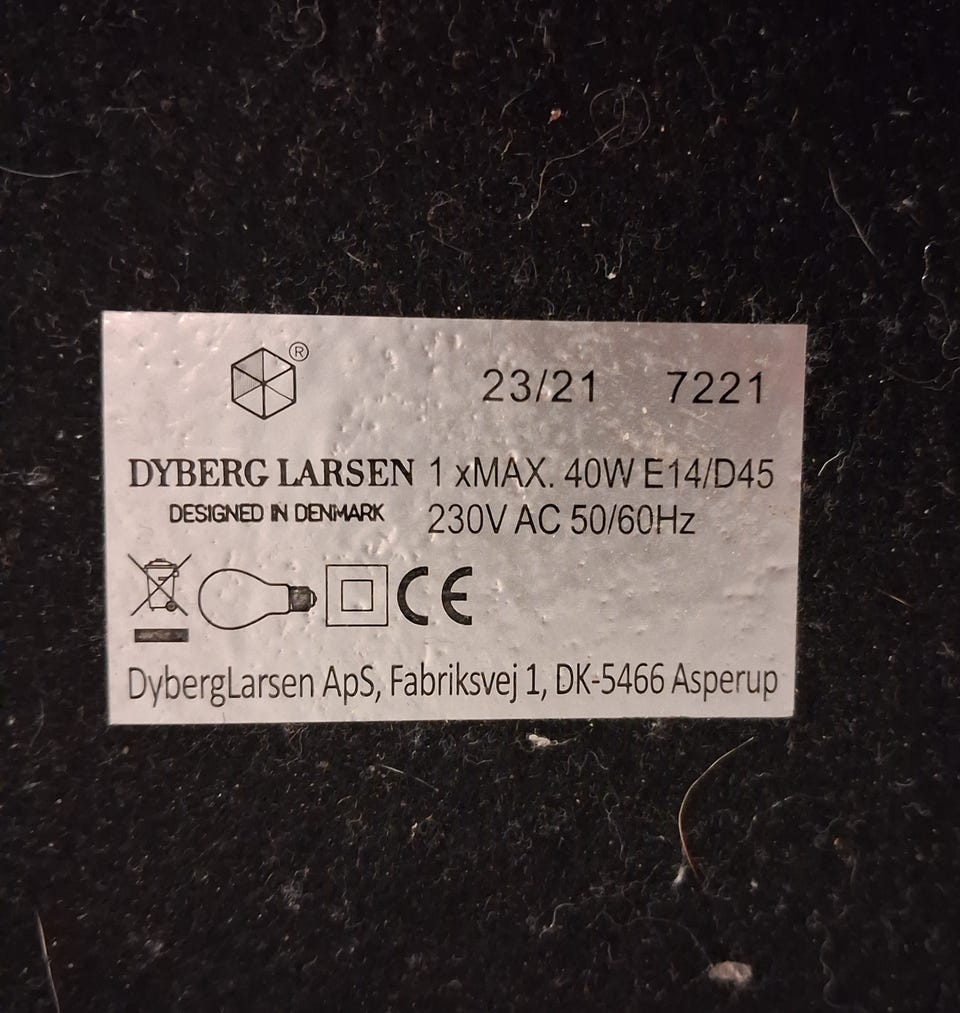 ®
23/21 7221
DYBERG LARSEN 1 xMAX. 40W E14/D45
DESIGNED IN DENMARK 230V AC 50/60Hz
CE
DybergLarsen ApS, Fabriksvej 1, DK-5466 Asperup